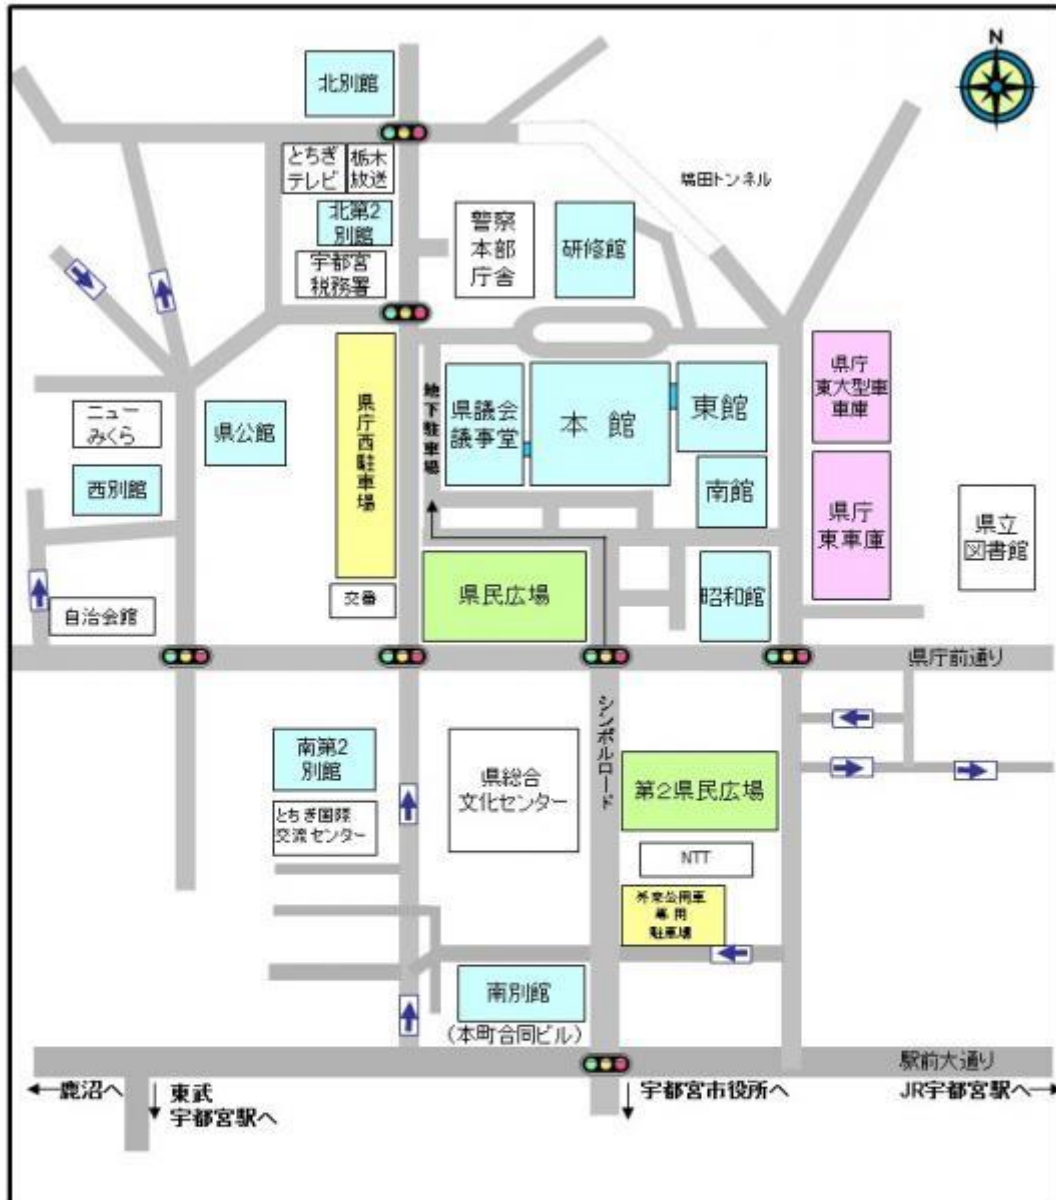 N
北別館
とちぎ
テレビ
栃木
放送
塙田トンネル
北第2
別館
警察
本部
庁舎
研修館
宇都宮
税務署
県庁
東大型車
車庫
県庁西駐車場
地下駐車場
県議会
議事堂
本館
東館
ニュー
みくら
県公館
西別館
南館
県庁
東車庫
県立
図書館
交番
県民広場
昭和館
自治会館
県庁前通り
シンボルロード
南第2
別館
県総合
文化センター
第2県民広場
とちぎ国際
交流センター
NTT
外来公用車
専用
駐車場
南別館
(本町合同ビル)
駅前大通り
鹿沼へ
東武
宇都宮駅へ
宇都宮市役所へ
JR宇都宮駅へ